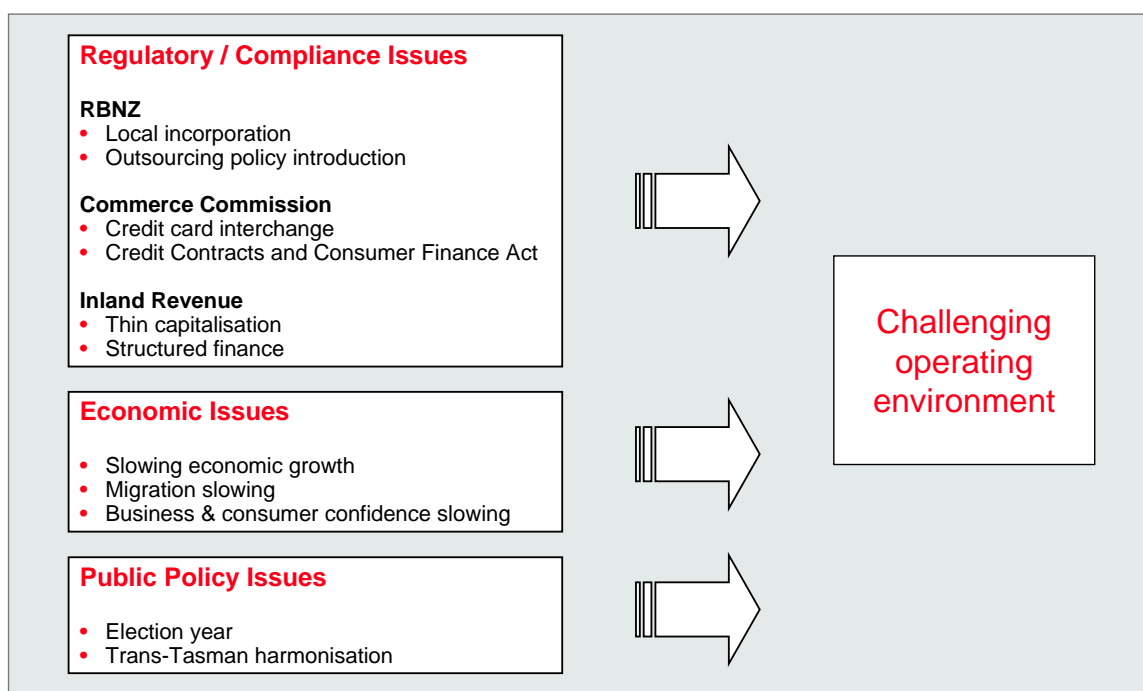 Regulatory / Compliance Issues
RBNZ
• Local incorporation
• Outsourcing policy introduction
Commerce Commission
• Credit card interchange
• Credit Contracts and Consumer Finance Act
Inland Revenue
• Thin capitalisation
• Structured finance
Economic Issues
• Slowing economic growth
• Migration slowing
• Business & consumer confidence slowing
Public Policy Issues
• Election year
• Trans-Tasman harmonisation
Challenging
operating
environment